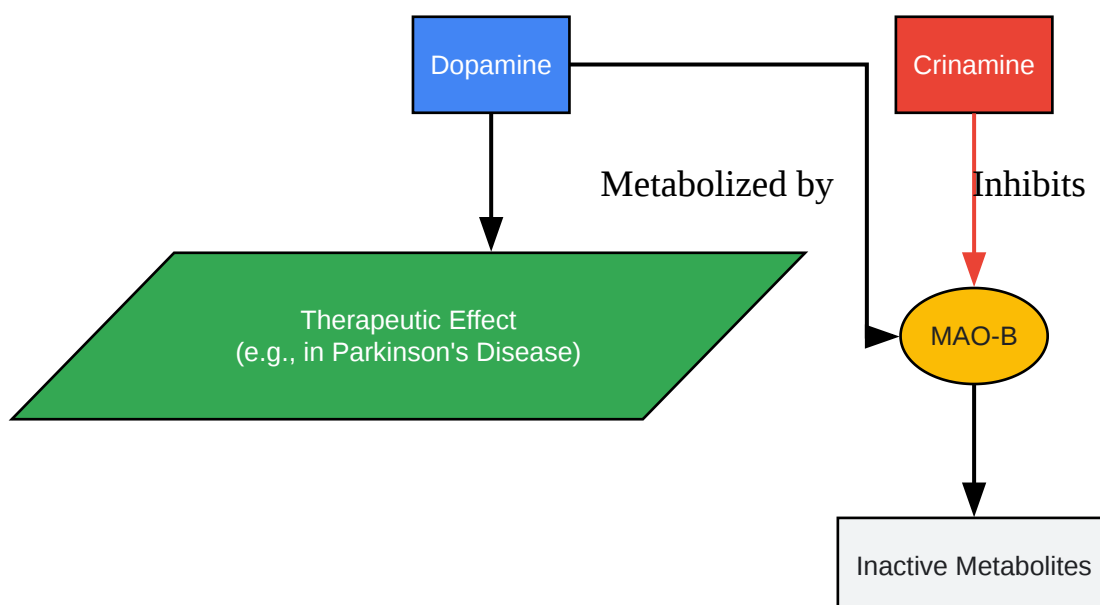 Dopamine
Crinamine
Metabolized by
Inhibits
Therapeutic Effect
(e.g., in Parkinson's Disease)
MAO-B
Inactive Metabolites